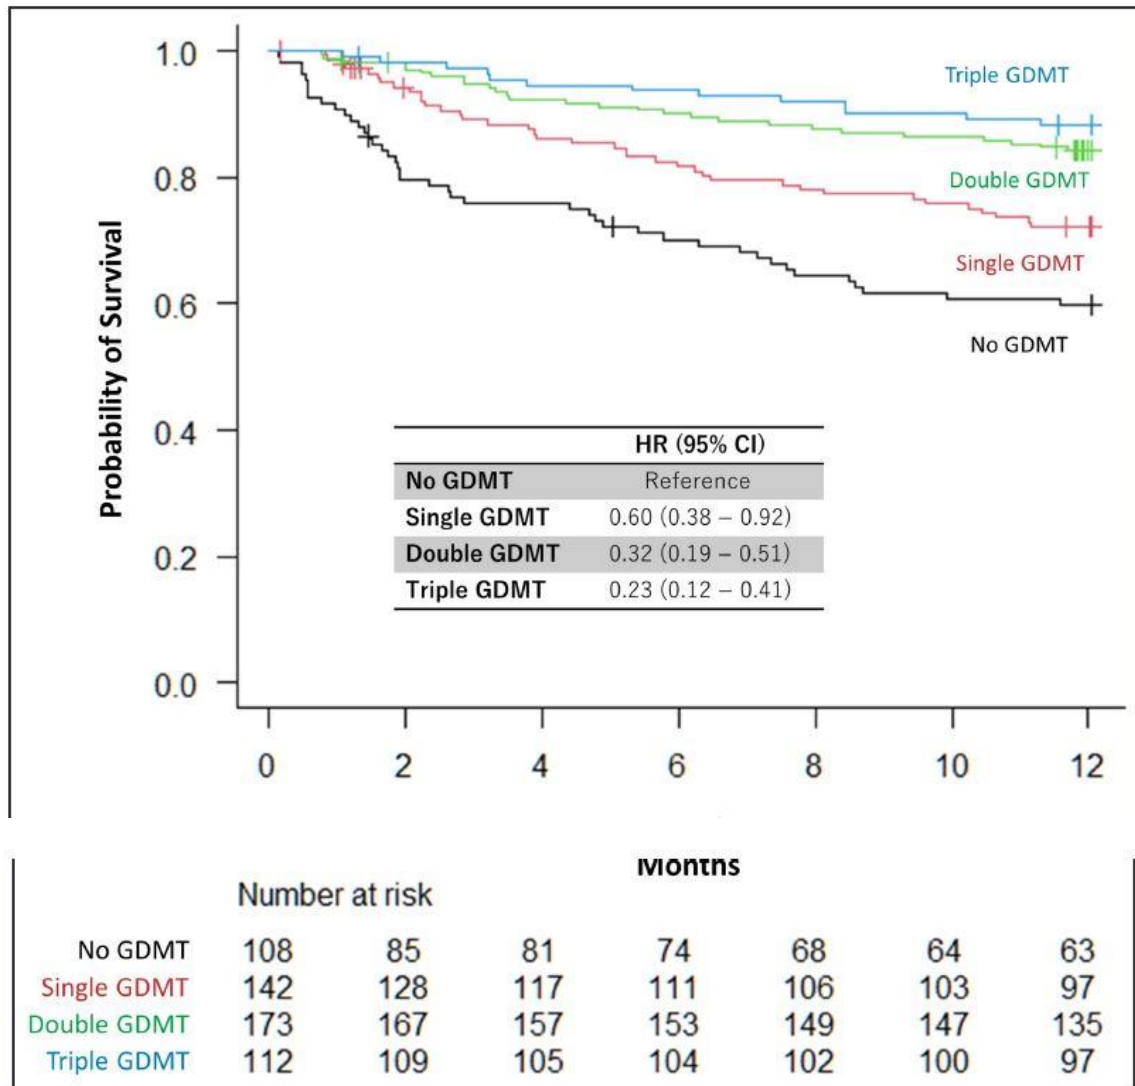 1.0
Triple GDMT
0.8
Double GDMT
Single GDMT
0.6
No GDMT
Probability of Survival
0.4
HR (95% CI)
No GDMT Reference
Single GDMT 0.60 (0.38 – 0.92)
0.2
Double GDMT 0.32 (0.19 – 0.51)
Triple GDMT 0.23 (0.12 – 0.41)
0.0
0 2 4 6 8 10 12
Months
Number at risk
No GDMT 108 85 81 74 68 64 63
Single GDMT 142 128 117 111 106 103 97
Double GDMT 173 167 157 153 149 147 135
Triple GDMT 112 109 105 104 102 100 97